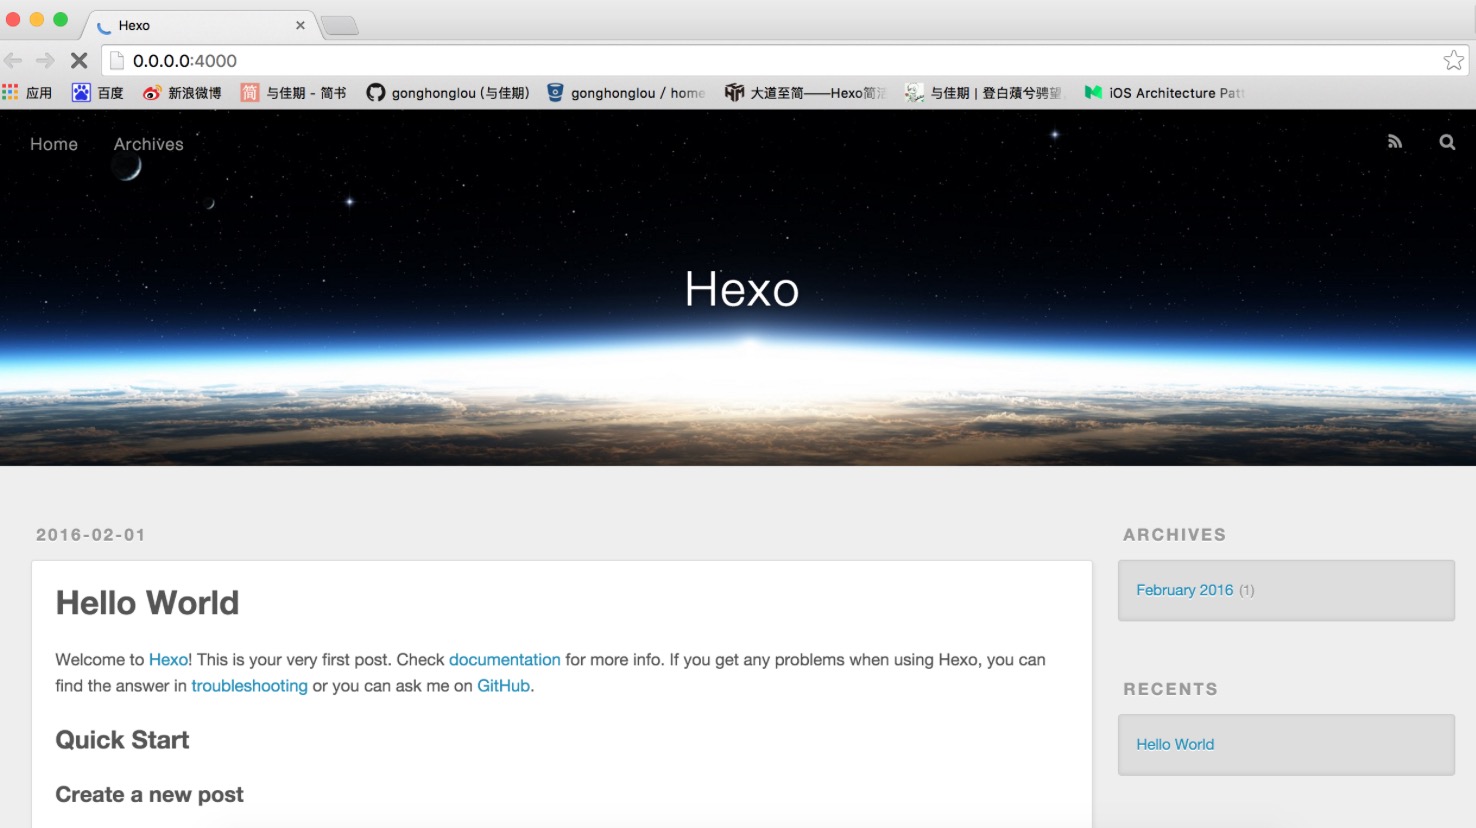 Hexo
0.0.0.0:4000
应用 百度 新浪微博 简 与佳期 - 简书 gonghonglou (与佳期) gonghonglou / home 大道至简——Hexo简洁 与佳期 | 登白薠兮骋望, iOS Architecture Patt
Home Archives
Hexo
2016-02-01
Hello World
Welcome to Hexo! This is your very first post. Check documentation for more info. If you get any problems when using Hexo, you can
find the answer in troubleshooting or you can ask me on GitHub.
Quick Start
Create a new post
ARCHIVES
February 2016 (1)
RECENTS
Hello World